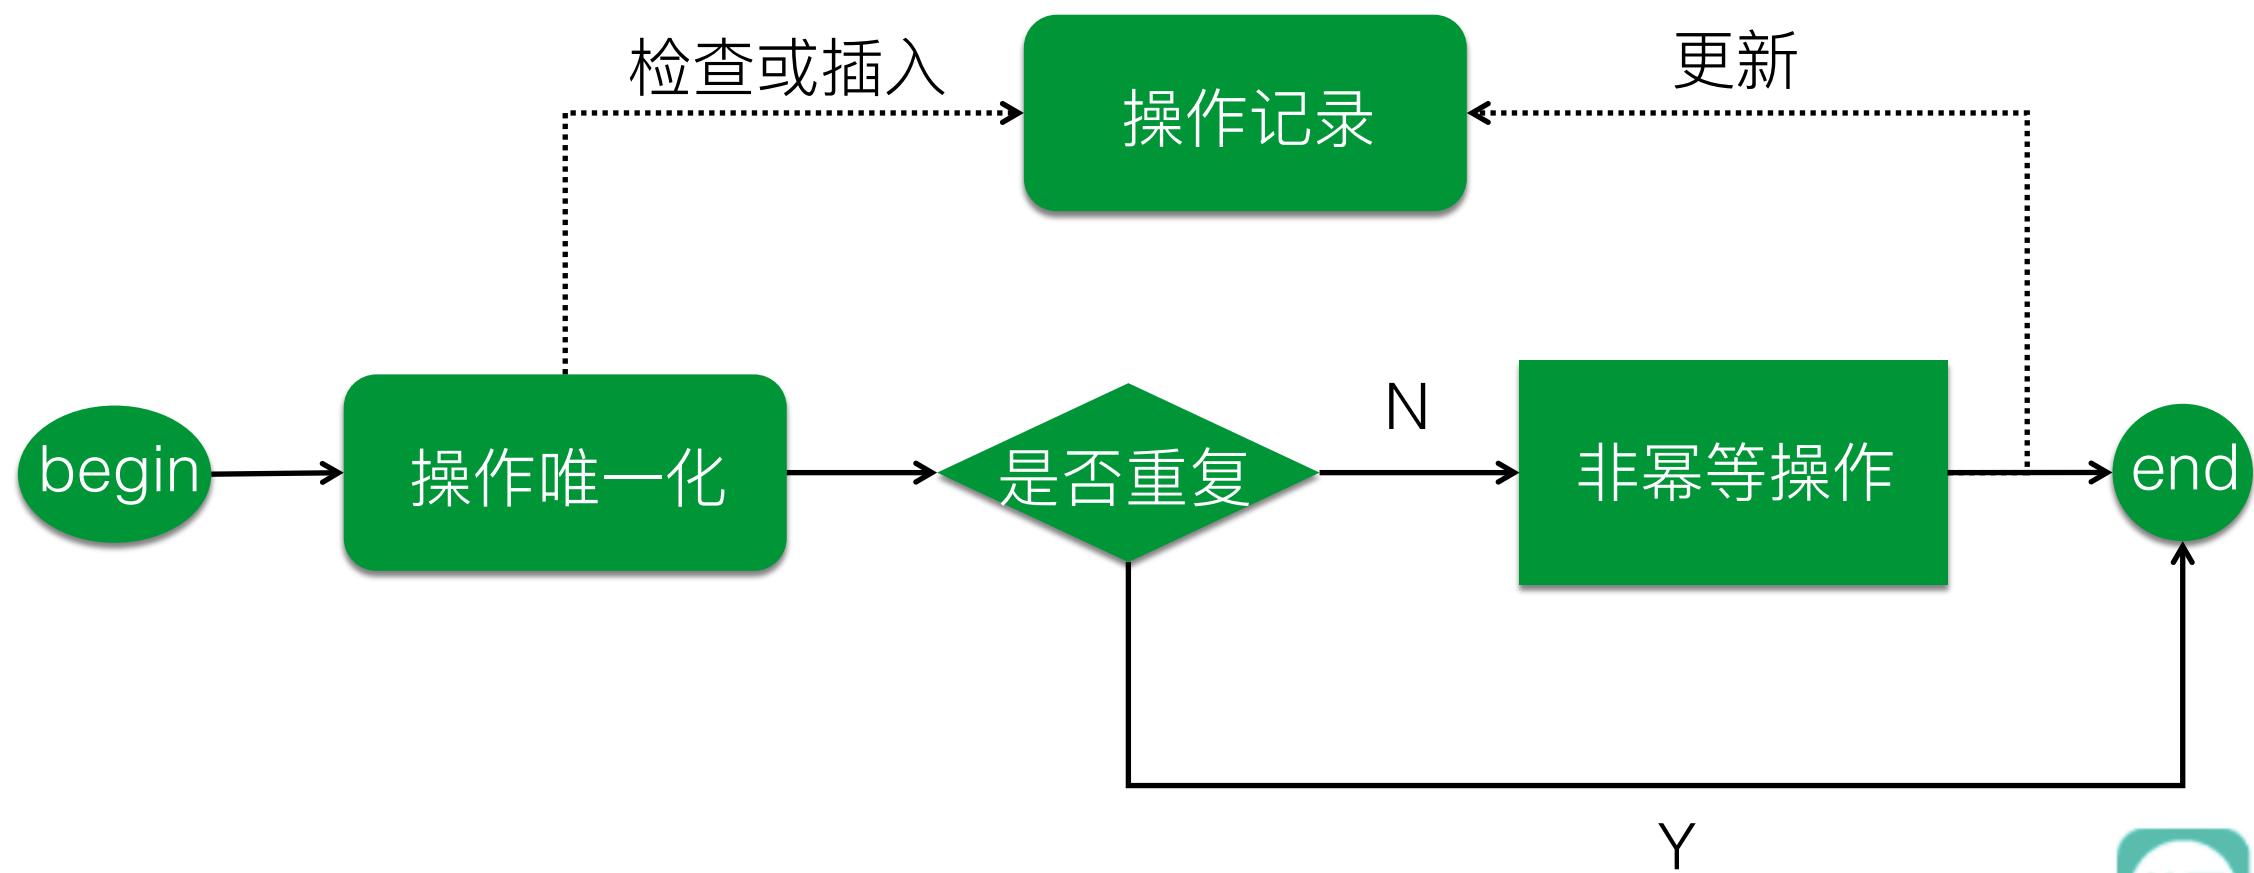 检查或插入
更新
操作记录
N
begin
操作唯一化
是否重复
非幂等操作
end
Y